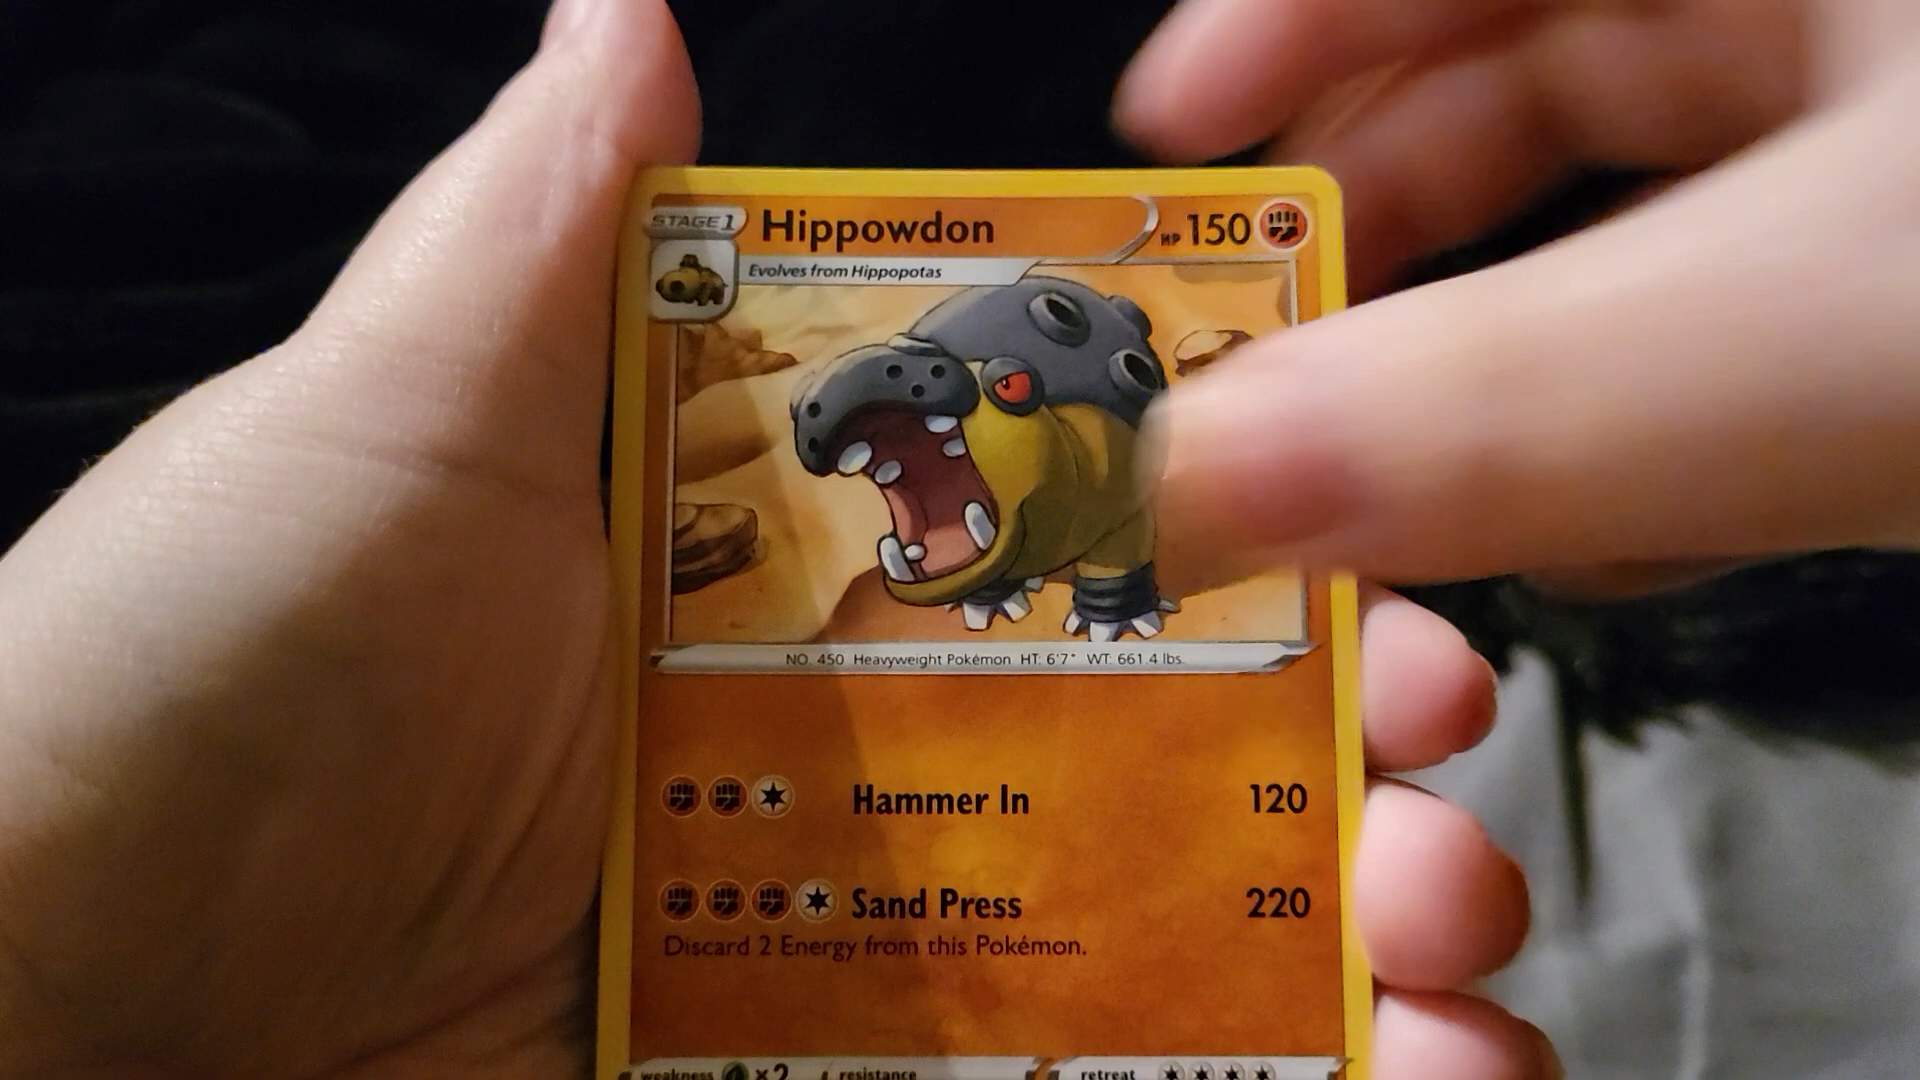 STAGE 1 Hippowdon HP 150
Evolves from Hippopotas
NO. 450 Heavyweight Pokémon HT: 6'7" WT: 661.4 lbs.
Hammer In 120
Sand Press 220
Discard 2 Energy from this Pokémon.
weakness ×2 resistance retreat